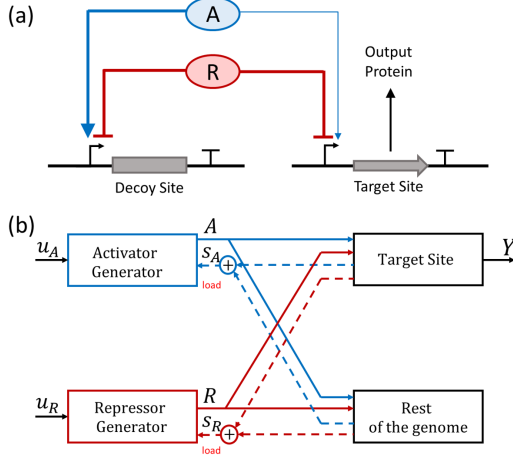 (a)
A
R
Output
Protein
Decoy Site
Target Site
(b)
u_A
Activator
Generator
A
S_A
+
load
Target Site
Y
u_R
Repressor
Generator
R
S_R
+
load
Rest
of the genome